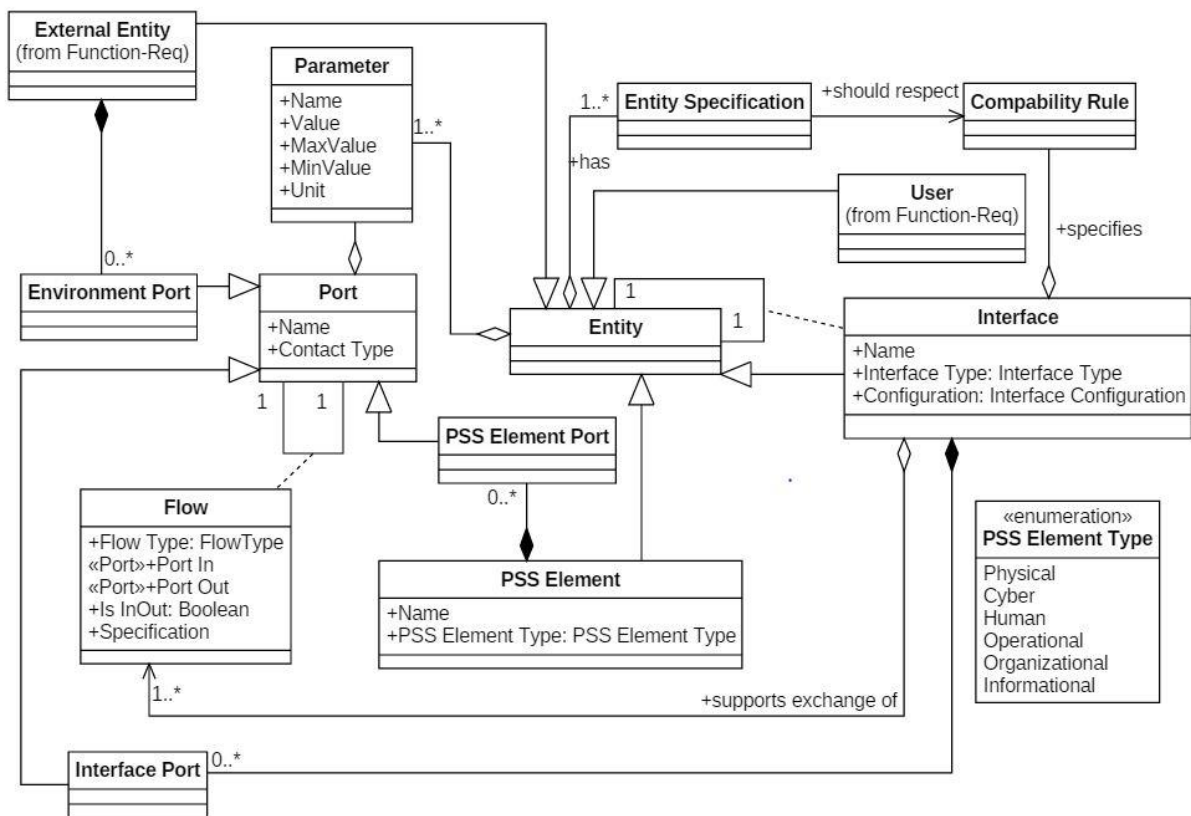 External Entity
(from Function-Req)
Parameter
+Name
+Value
+MaxValue
+MinValue
+Unit
1..*
1..*
Entity Specification
+should respect
Compability Rule
+has
User
(from Function-Req)
+specifies
0..*
Environment Port
Port
+Name
+Contact Type
1
1
Entity
1
1
Interface
+Name
+Interface Type: Interface Type
+Configuration: Interface Configuration
PSS Element Port
0..*
Flow
+Flow Type: FlowType
«Port»+Port In
«Port»+Port Out
+Is InOut: Boolean
+Specification
1..*
PSS Element
+Name
+PSS Element Type: PSS Element Type
«enumeration»
PSS Element Type
Physical
Cyber
Human
Operational
Organizational
Informational
+supports exchange of
Interface Port
0..*